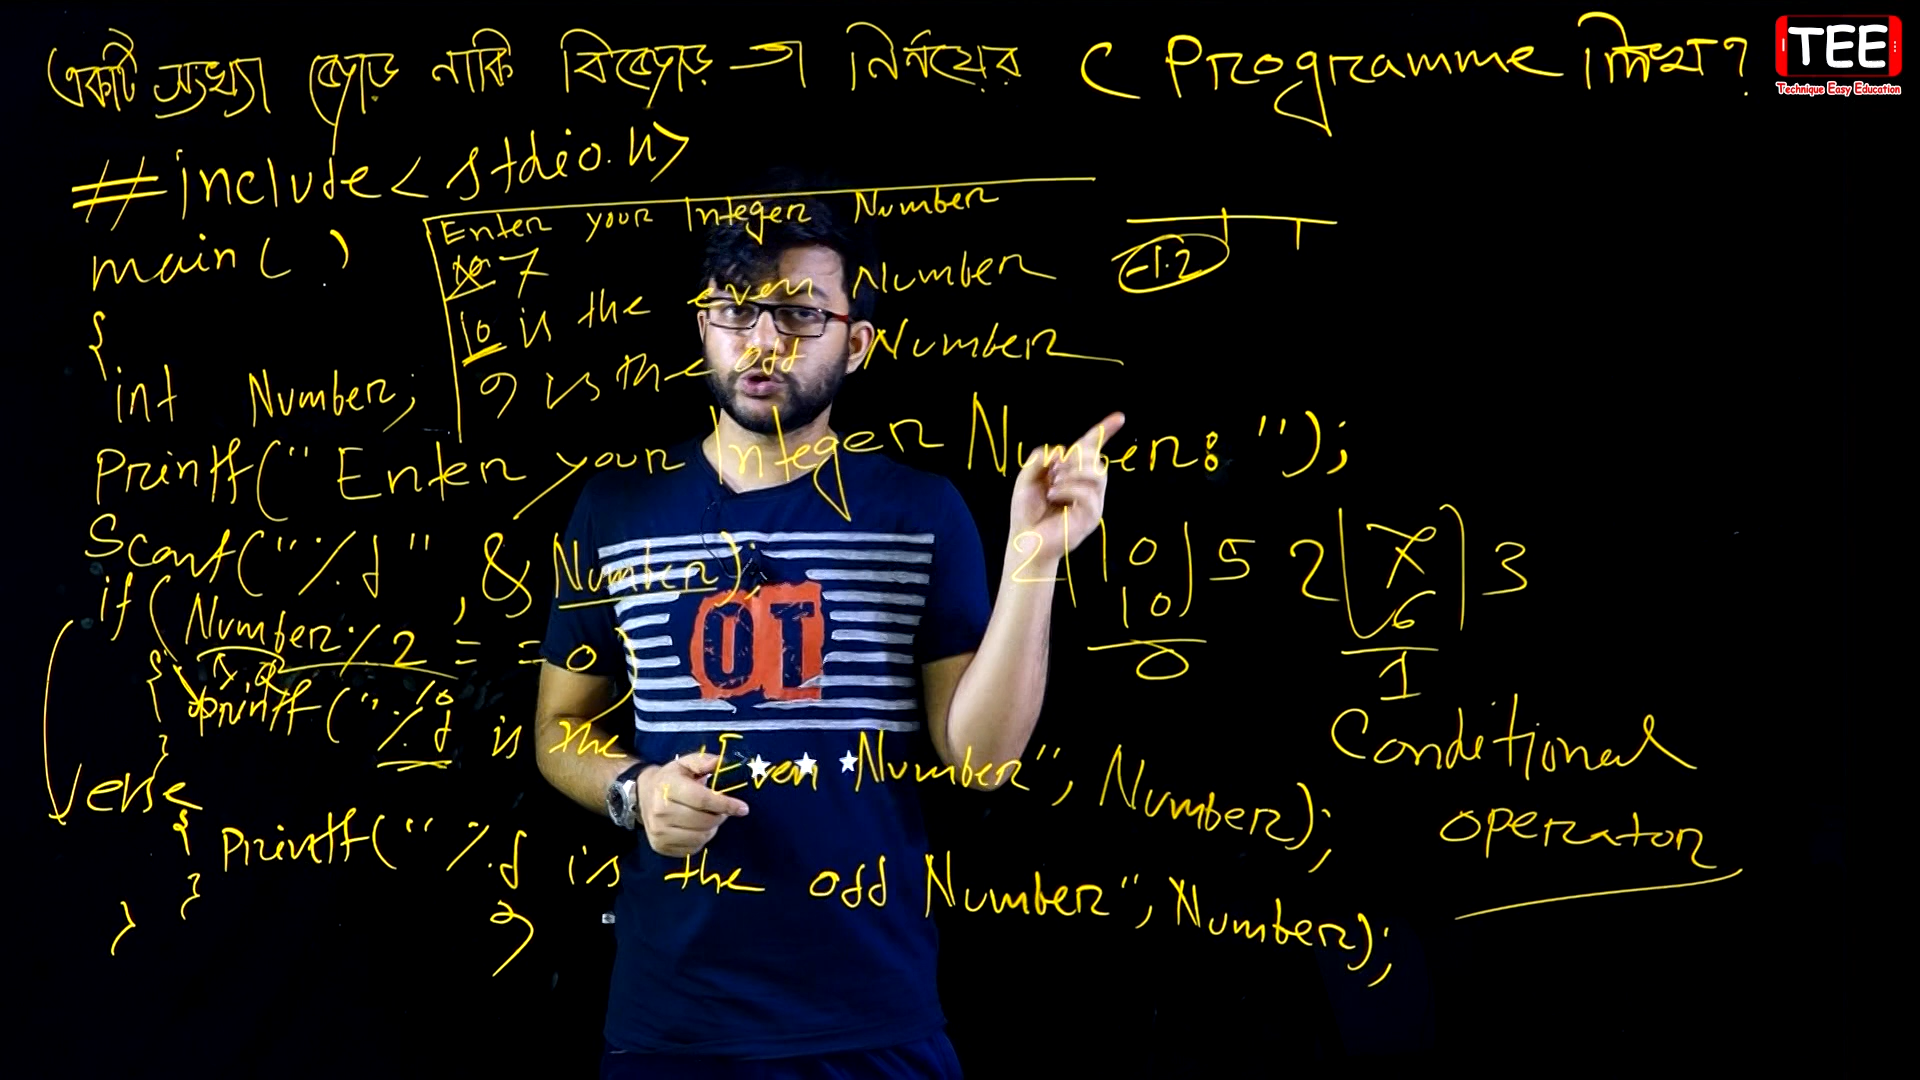 একটি সংখ্যা জোড় নাকি বিজোড় তা নির্ণয়ের C Programme লিখ?
TEE
Technique Easy Education
#include<stdio.h>
main( )
{
int Number;
Enter your Integer Number
7
10 is the even Number
7 is the odd Number
-1.2
Printf("Enter your Integer Number: ");
Scanf("%d", &Number);
if (Number%2 ==0)
{
printf("%d is the Even Number", Number);
}
else
{ Printf("%d is the odd Number", Number);
}
}
7
10
2|10|5
10
0
2|7|3
6
1
Conditional
operator
OI